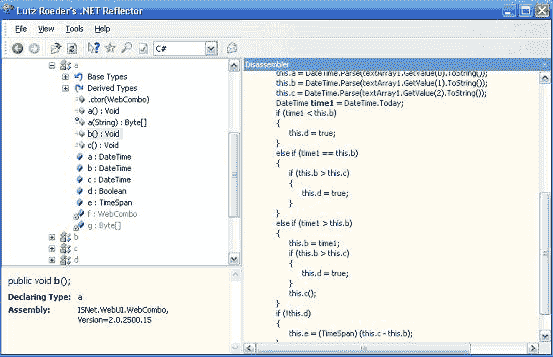 Lutz Roeder's .NET Reflector
File View Tools Help
C#
a
Base Types
Derived Types
.ctor(WebCombo)
a() : Void
a(String) : Byte[]
b() : Void
c() : Void
a : DateTime
b : DateTime
c : DateTime
d : Boolean
e : TimeSpan
f : WebCombo
g : Byte[]
b
c
d
public void b();
Declaring Type: a
Assembly: ISNet.WebUI.WebCombo,
Version=2.0.2500.15
Disassembler
this.a = DateTime.Parse(textArray1.GetValue(0).ToString());
this.b = DateTime.Parse(textArray1.GetValue(1).ToString());
this.c = DateTime.Parse(textArray1.GetValue(2).ToString());
DateTime time1 = DateTime.Today;
if (time1 < this.b)
{
this.d = true;
}
else if (time1 == this.b)
{
if (this.b > this.c)
{
this.d = true;
}
}
else if (time1 > this.b)
{
this.b = time1;
if (this.b > this.c)
{
this.d = true;
}
this.c();
}
if (!this.d)
{
this.e = (TimeSpan) (this.c - this.b);
}